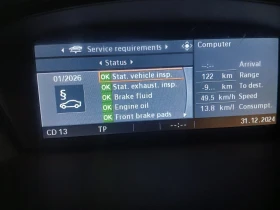 Service requirements
Computer
Status
--:-- Arrival
01/2026
OK Stat. vehicle insp.
122 km Range
OK Stat. exhaust. insp.
-- km To dest.
§
OK Brake fluid
49.5 km/h Speed
OK Engine oil
13.8 km/l Consumpt.
OK Front brake pads
CD 13
TP
--:--
31.12.2024